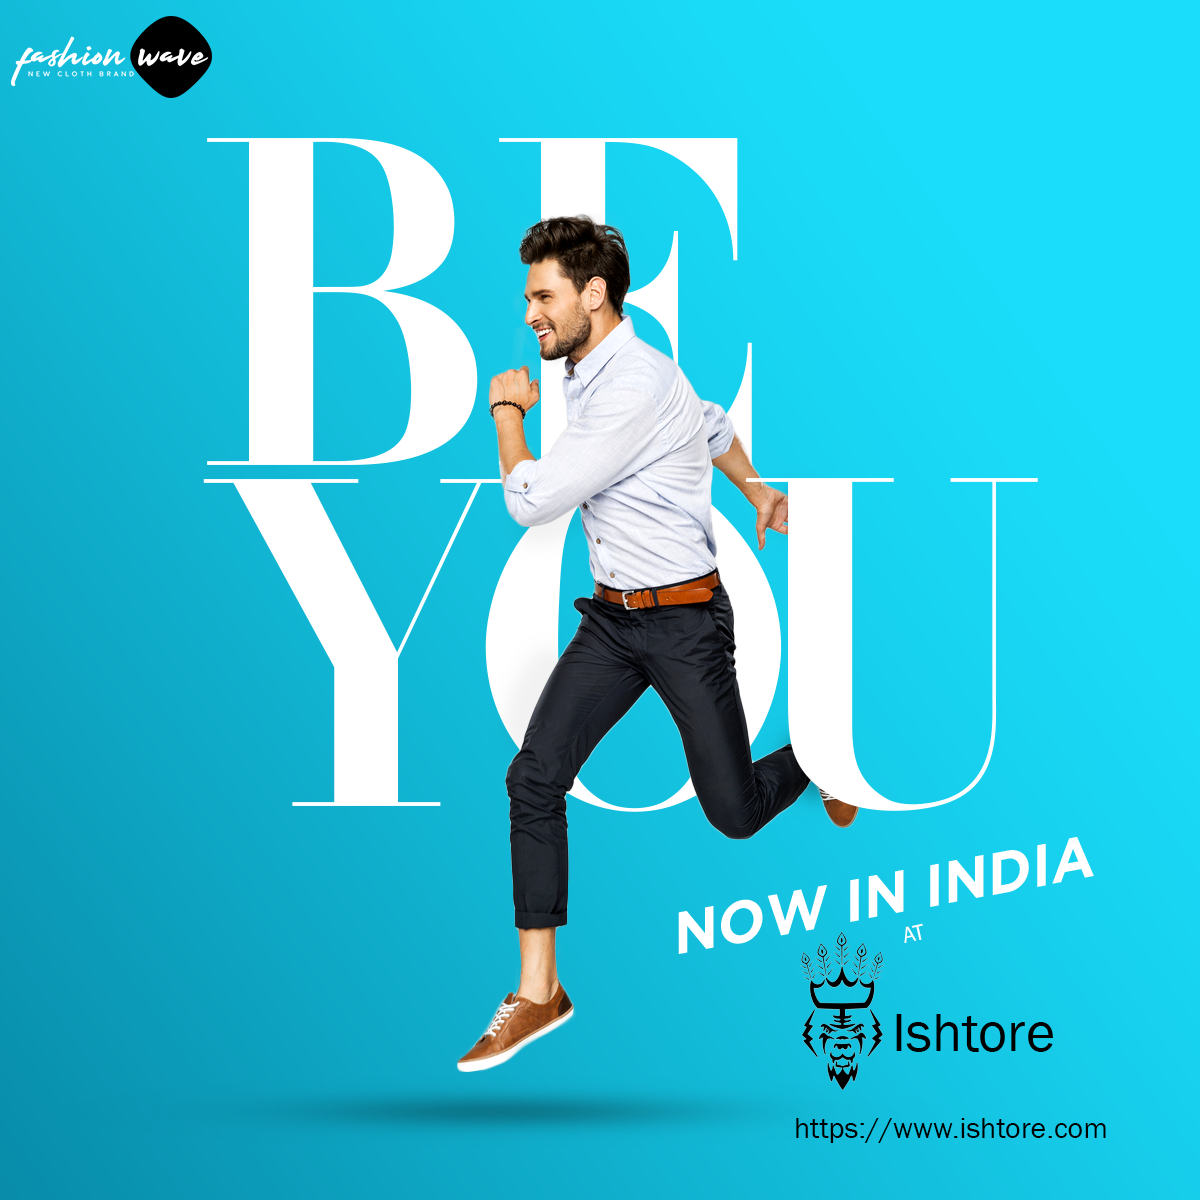 fashion wave
NEW CLOTH BRAND
BE
YOU
NOW IN INDIA
AT
Ishtore
https://www.ishtore.com